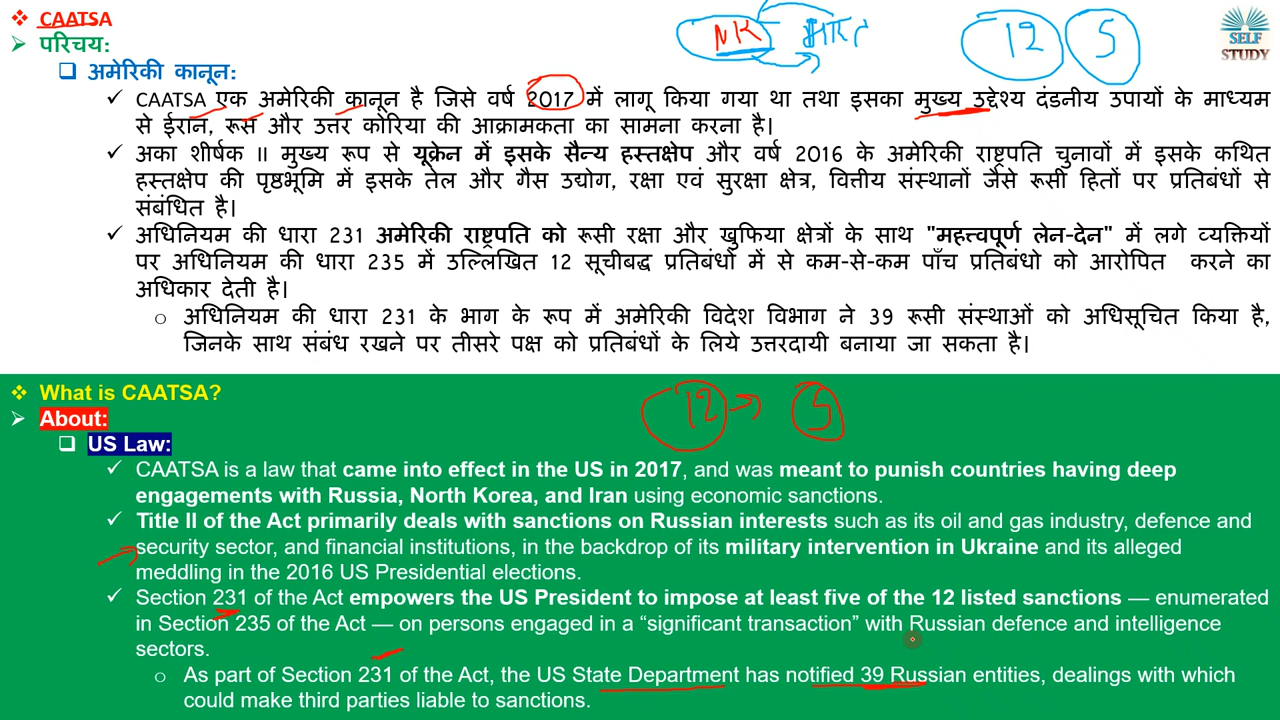 CAATSA
NK भारत 12 5
SELF STUDY
परिचय:
अमेरिकी कानून:
CAATSA एक अमेरिकी कानून है जिसे वर्ष 2017 में लागू किया गया था तथा इसका मुख्य उद्देश्य दंडनीय उपायों के माध्यम
से ईरान, रूस और उत्तर कोरिया की आक्रामकता का सामना करना है।
अका शीर्षक II मुख्य रूप से यूक्रेन में इसके सैन्य हस्तक्षेप और वर्ष 2016 के अमेरिकी राष्ट्रपति चुनावों में इसके कथित
हस्तक्षेप की पृष्ठभूमि में इसके तेल और गैस उद्योग, रक्षा एवं सुरक्षा क्षेत्र, वित्तीय संस्थानों जैसे रूसी हितों पर प्रतिबंधों से
संबंधित है।
अधिनियम की धारा 231 अमेरिकी राष्ट्रपति को रूसी रक्षा और खुफिया क्षेत्रों के साथ "महत्त्वपूर्ण लेन-देन" में लगे व्यक्तियों
पर अधिनियम की धारा 235 में उल्लिखित 12 सूचीबद्ध प्रतिबंधों में से कम-से-कम पाँच प्रतिबंधो को आरोपित करने का
अधिकार देती है।
अधिनियम की धारा 231 के भाग के रूप में अमेरिकी विदेश विभाग ने 39 रूसी संस्थाओं को अधिसूचित किया है,
जिनके साथ संबंध रखने पर तीसरे पक्ष को प्रतिबंधों के लिये उत्तरदायी बनाया जा सकता है।
What is CAATSA?
12 5
About:
US Law:
CAATSA is a law that came into effect in the US in 2017, and was meant to punish countries having deep
engagements with Russia, North Korea, and Iran using economic sanctions.
Title II of the Act primarily deals with sanctions on Russian interests such as its oil and gas industry, defence and
security sector, and financial institutions, in the backdrop of its military intervention in Ukraine and its alleged
meddling in the 2016 US Presidential elections.
Section 231 of the Act empowers the US President to impose at least five of the 12 listed sanctions — enumerated
in Section 235 of the Act — on persons engaged in a “significant transaction” with Russian defence and intelligence
sectors.
As part of Section 231 of the Act, the US State Department has notified 39 Russian entities, dealings with which
could make third parties liable to sanctions.